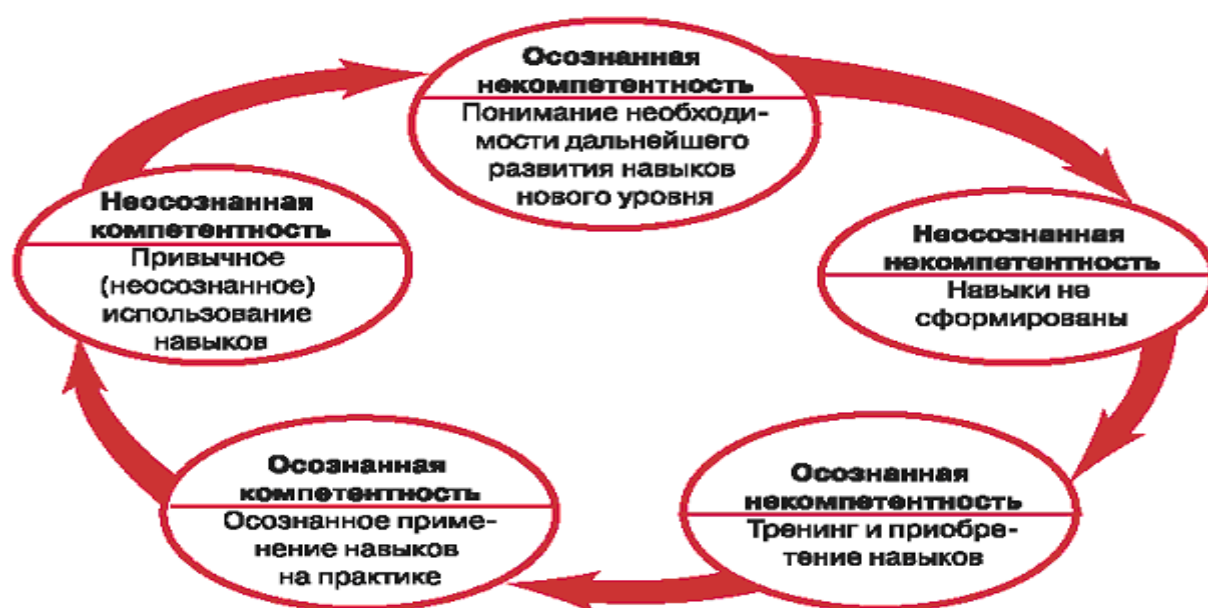 Осознанная
некомпетентность
Понимание необходи-
мости дальнейшего
развития навыков
нового уровня
Неосознанная
некомпетентность
Навыки не
сформированы
Осознанная
некомпетентность
Тренинг и приобре-
тение навыков
Осознанная
компетентность
Осознанное приме-
нение навыков
на практике
Неосознанная
компетентность
Привычное
(неосознанное)
использование
навыков